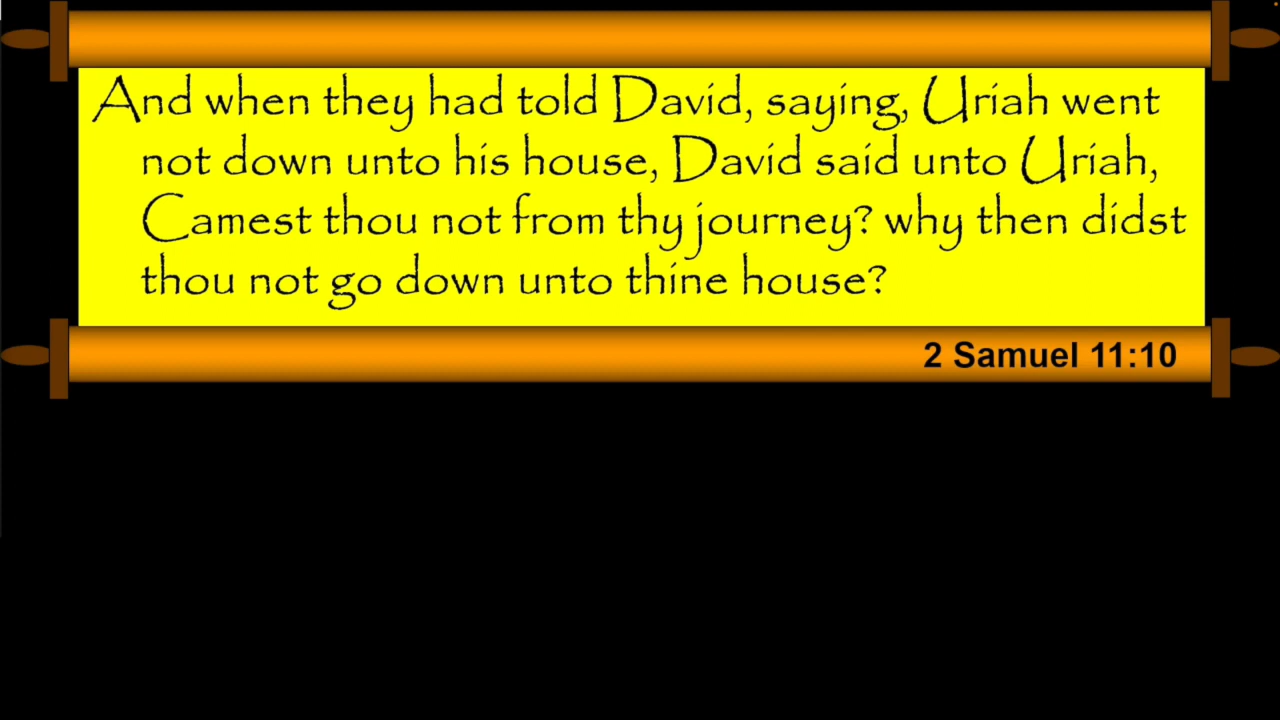 And when they had told David, saying, Uriah went
not down unto his house, David said unto Uriah,
Camest thou not from thy journey? why then didst
thou not go down unto thine house?
2 Samuel 11:10